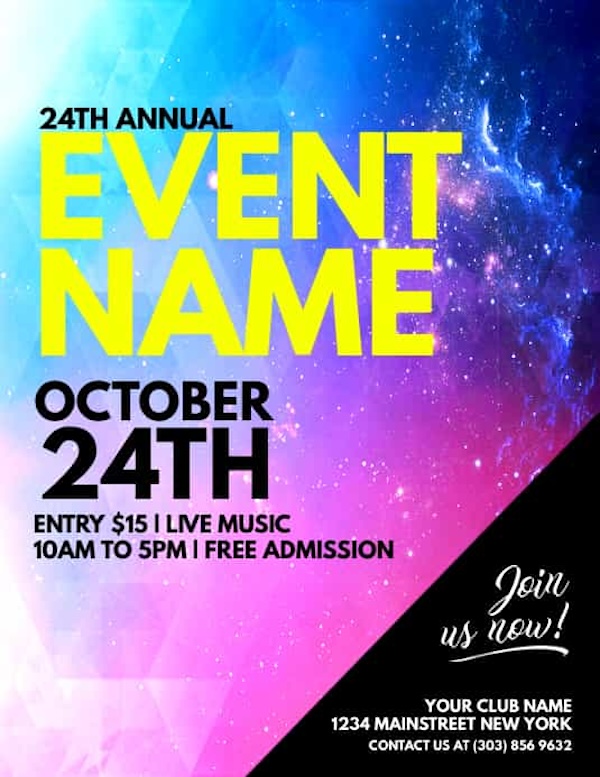 24TH ANNUAL
EVENT
NAME
OCTOBER
24TH
ENTRY $15 | LIVE MUSIC
10AM TO 5PM | FREE ADMISSION
Join
us now!
YOUR CLUB NAME
1234 MAINSTREET NEW YORK
CONTACT US AT (303) 856 9632